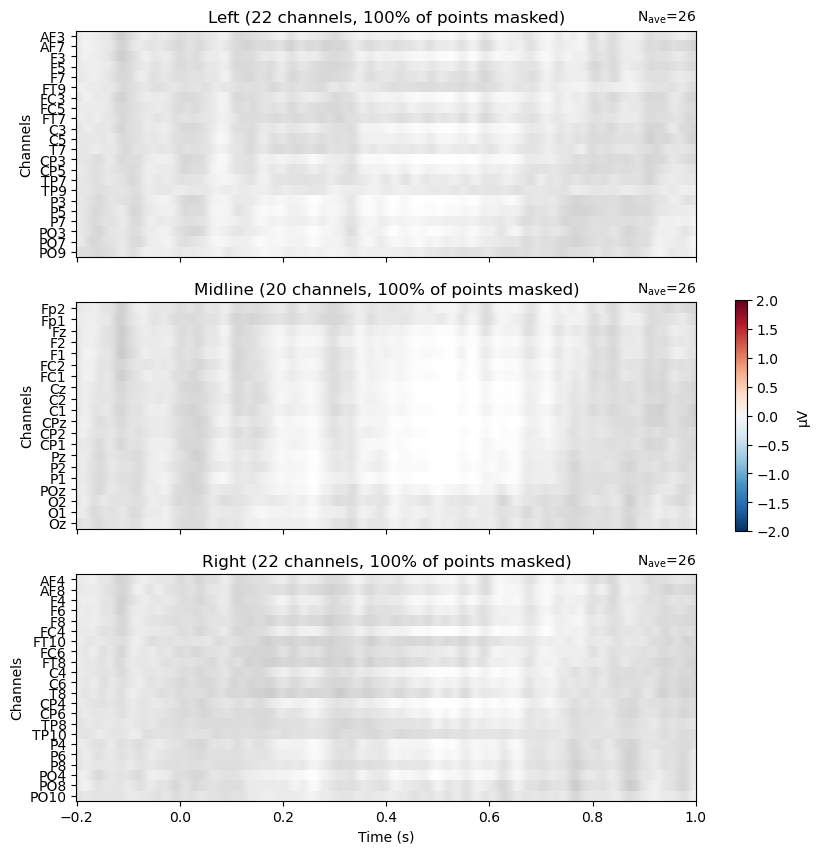 Left (22 channels, 100% of points masked)
Nave=26
Channels
AF3
AF7
F3
F5
F7
FT9
FC3
FC5
FT7
C3
C5
T7
CP3
CP5
TP7
TP9
P3
P5
P7
PO3
PO7
PO9
Midline (20 channels, 100% of points masked)
Nave=26
Channels
Fp2
Fp1
Fz
F2
F1
FC2
FC1
Cz
C2
C1
CPz
CP2
CP1
Pz
P2
P1
POz
O2
O1
Oz
2.0
1.5
1.0
0.5
0.0
−0.5
−1.0
−1.5
−2.0
µV
Right (22 channels, 100% of points masked)
Nave=26
Channels
AF4
AF8
F4
F6
F8
FC4
FT10
FC6
FT8
C4
C6
T8
CP4
CP6
TP8
TP10
P4
P6
P8
PO4
PO8
PO10
−0.2 0.0 0.2 0.4 0.6 0.8 1.0
Time (s)